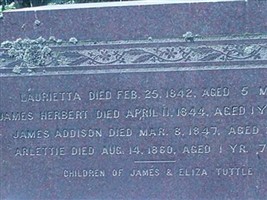 LAURIETTA DIED FEB. 25, 1842, AGED 5 M
JAMES HERBERT DIED APRIL 11, 1844, AGED 1 Y
JAMES ADDISON DIED MAR. 8, 1847, AGED
ARLETTIE DIED AUG. 14, 1860, AGED 1 YR. 7
CHILDREN OF JAMES & ELIZA TUTTLE